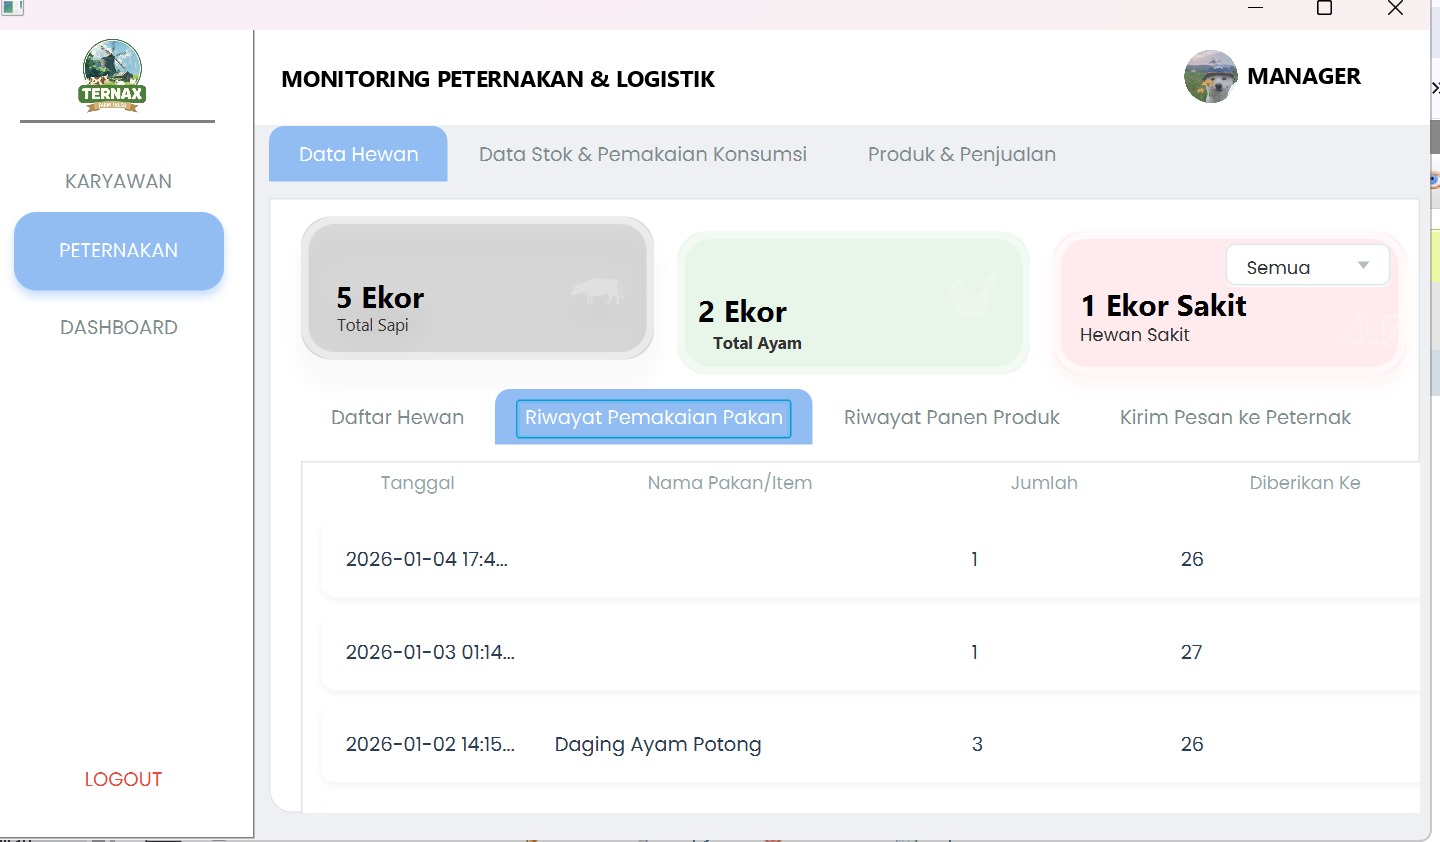 TERNAX
MONITORING PETERNAKAN & LOGISTIK
MANAGER
Data Hewan
Data Stok & Pemakaian Konsumsi
Produk & Penjualan
KARYAWAN
PETERNAKAN
DASHBOARD
LOGOUT
5 Ekor
Total Sapi
2 Ekor
Total Ayam
Semua
1 Ekor Sakit
Hewan Sakit
Daftar Hewan
Riwayat Pemakaian Pakan
Riwayat Panen Produk
Kirim Pesan ke Peternak
Tanggal Nama Pakan/Item Jumlah Diberikan Ke
2026-01-04 17:4... 1 26
2026-01-03 01:14... 1 27
2026-01-02 14:15... Daging Ayam Potong 3 26